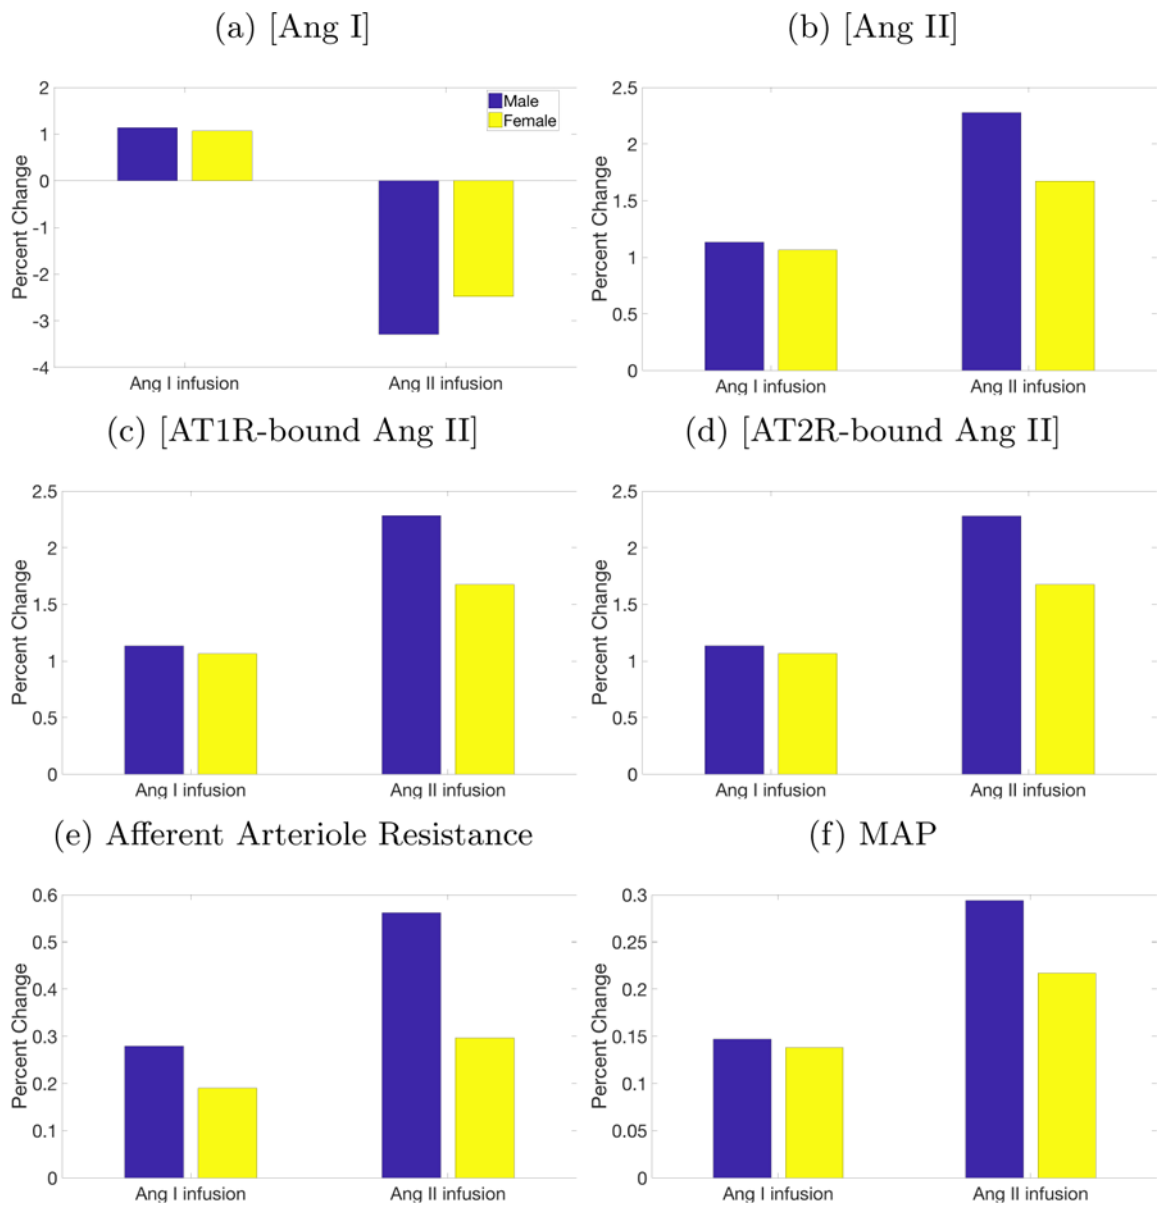 (a) [Ang I]
(b) [Ang II]
2
1
0
-1
-2
-3
-4
Percent Change
Male
Female
Ang I infusion
Ang II infusion
2.5
2
1.5
1
0.5
0
Percent Change
Ang I infusion
Ang II infusion
(c) [AT1R-bound Ang II]
(d) [AT2R-bound Ang II]
2.5
2
1.5
1
0.5
0
Percent Change
Ang I infusion
Ang II infusion
2.5
2
1.5
1
0.5
0
Percent Change
Ang I infusion
Ang II infusion
(e) Afferent Arteriole Resistance
(f) MAP
0.6
0.5
0.4
0.3
0.2
0.1
0
Percent Change
Ang I infusion
Ang II infusion
0.3
0.25
0.2
0.15
0.1
0.05
0
Percent Change
Ang I infusion
Ang II infusion